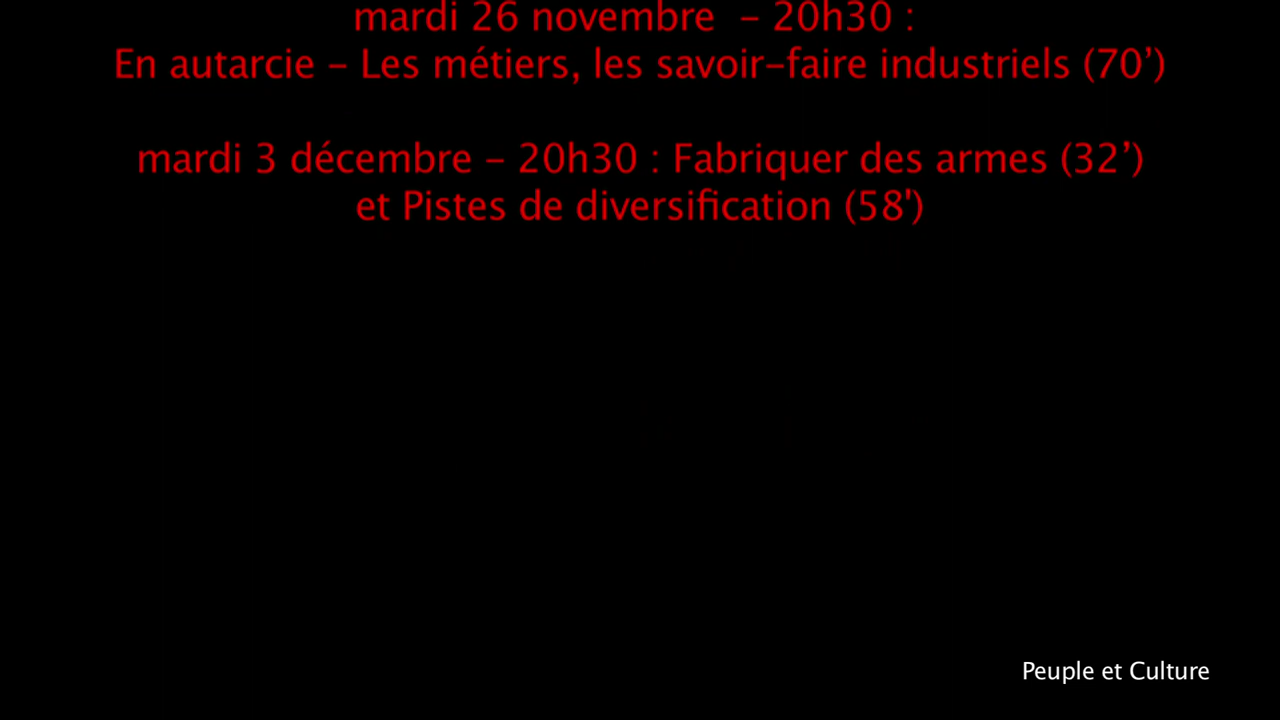 mardi 26 novembre  – 20h30 :
En autarcie – Les métiers, les savoir-faire industriels (70’)
mardi 3 décembre – 20h30 : Fabriquer des armes (32’)
et Pistes de diversification (58')
Peuple et Culture